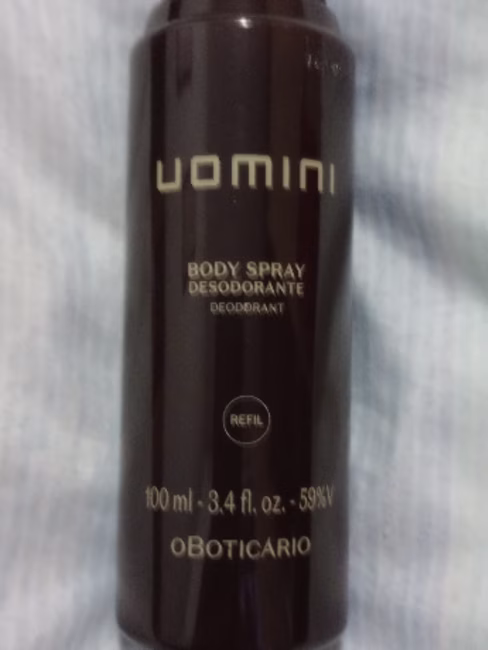 uomini
BODY SPRAY
DESODORANTE
DEODORANT
REFIL
100 ml - 3.4 fl. oz. - 59%V
oBOTICÁRIO